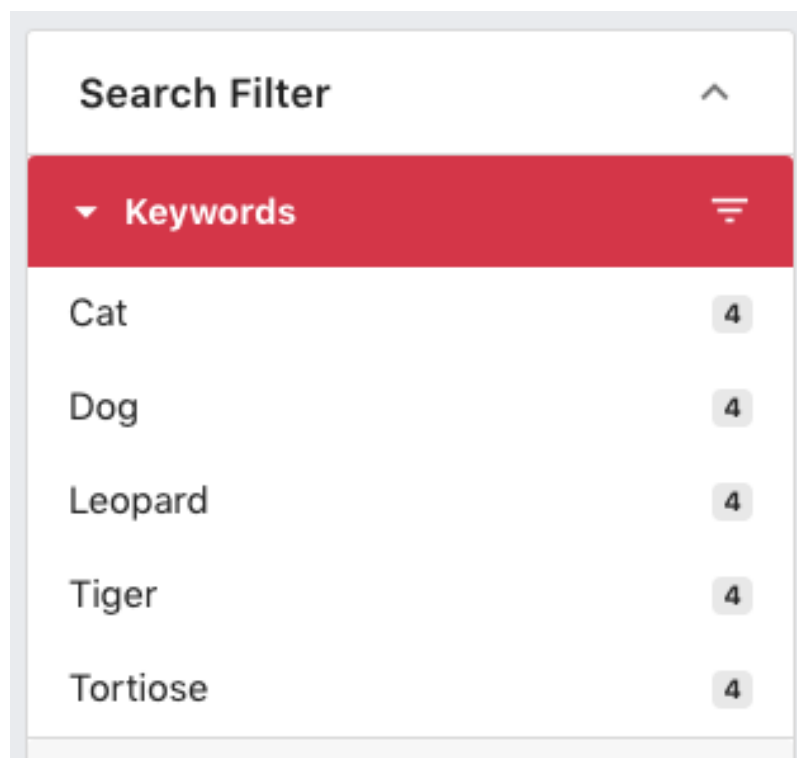 Search Filter
Keywords
Cat 4
Dog 4
Leopard 4
Tiger 4
Tortiose 4